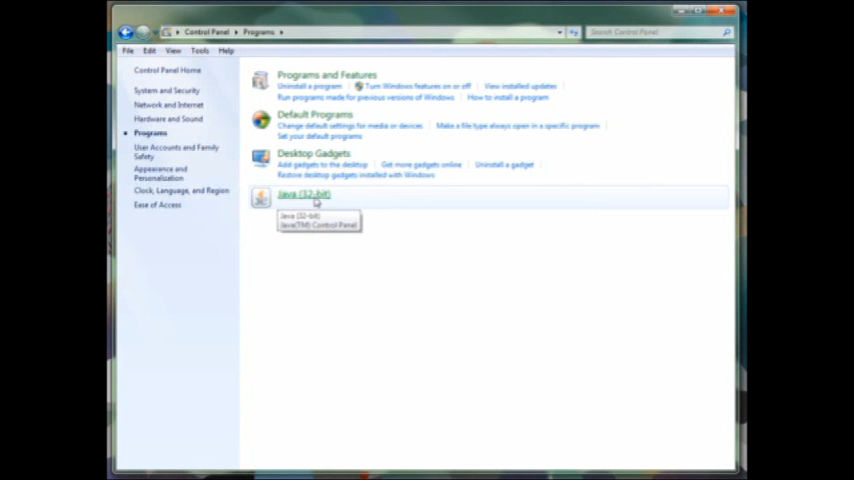 Control Panel Programs
Search Control Panel
File Edit View Tools Help
Control Panel Home
System and Security
Network and Internet
Hardware and Sound
Programs
User Accounts and Family
Safety
Appearance and
Personalization
Clock, Language, and Region
Ease of Access
Programs and Features
Uninstall a program Turn Windows features on or off View installed updates
Run programs made for previous versions of Windows How to install a program
Default Programs
Change default settings for media or devices Make a file type always open in a specific program
Set your default programs
Desktop Gadgets
Add gadgets to the desktop Get more gadgets online Uninstall a gadget
Restore desktop gadgets installed with Windows
Java (32-bit)
Java (32-bit)
Java(TM) Control Panel